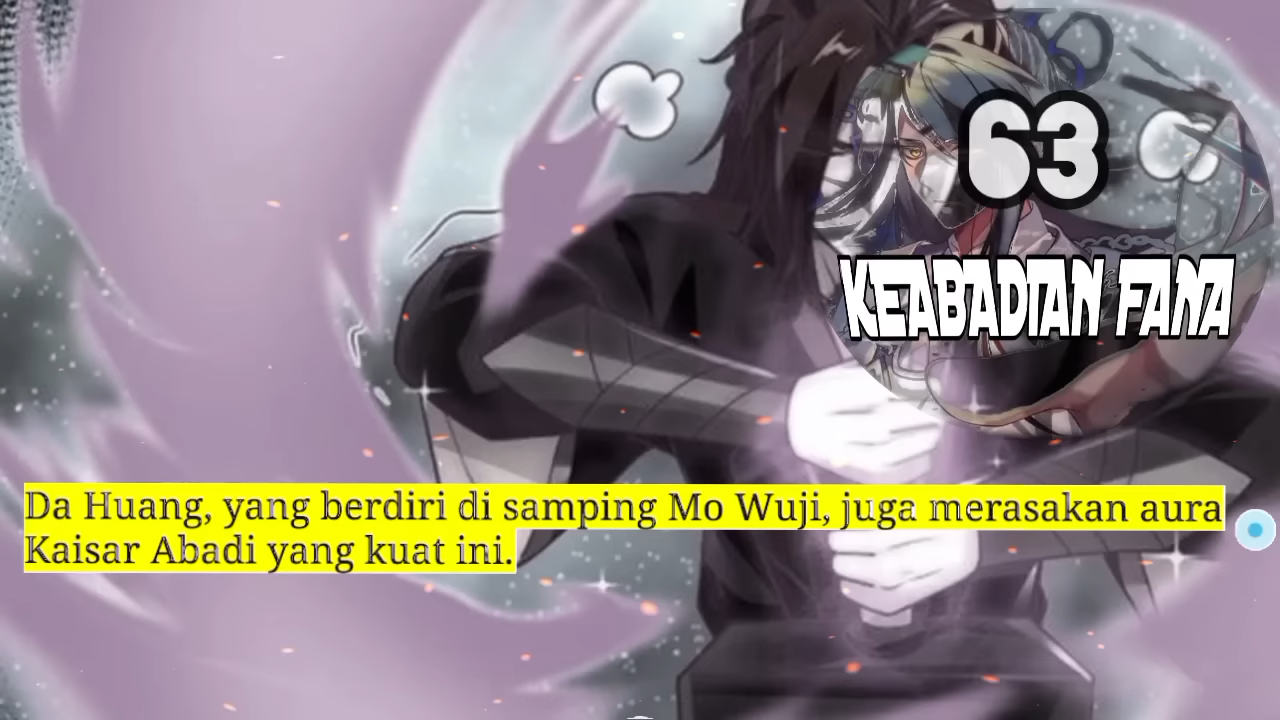 63
KEABADIAN FANA
Da Huang, yang berdiri di samping Mo Wuji, juga merasakan aura
Kaisar Abadi yang kuat ini.